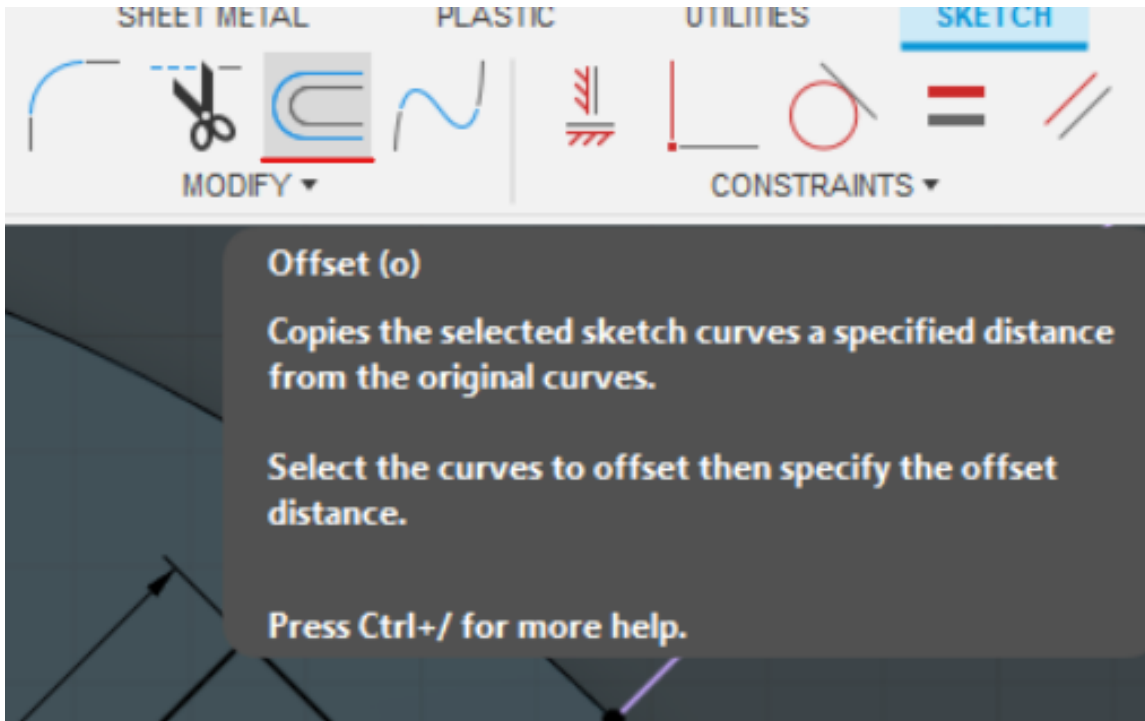 SHEET METAL PLASTIC UTILITIES SKETCH
MODIFY ▾ CONSTRAINTS ▾
Offset (o)
Copies the selected sketch curves a specified distance
from the original curves.
Select the curves to offset then specify the offset
distance.
Press Ctrl+/ for more help.